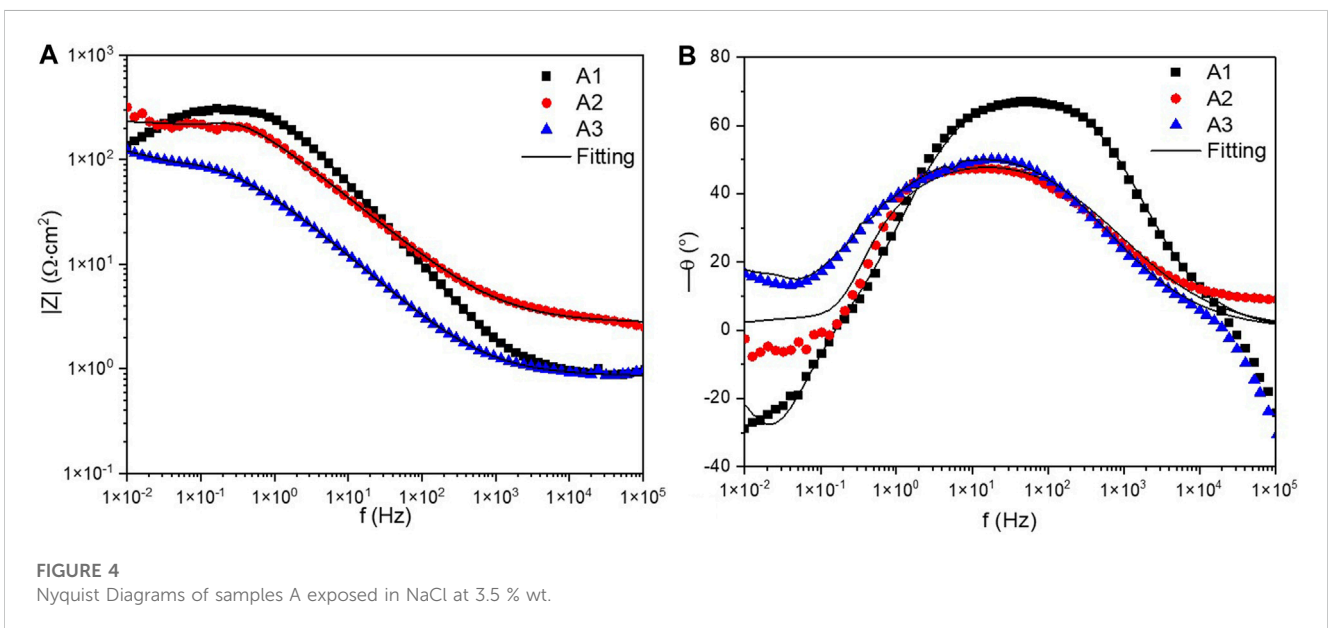 A
1×10³
1×10²
1×10¹
1×10⁰
1×10⁻¹
|Z| (Ω·cm²)
A1
A2
A3
Fitting
1×10⁻² 1×10⁻¹ 1×10⁰ 1×10¹ 1×10² 1×10³ 1×10⁴ 1×10⁵
f (Hz)
B
80
60
40
20
0
-20
-40
—θ (°)
A1
A2
A3
Fitting
1×10⁻² 1×10⁻¹ 1×10⁰ 1×10¹ 1×10² 1×10³ 1×10⁴ 1×10⁵
f (Hz)
FIGURE 4
Nyquist Diagrams of samples A exposed in NaCl at 3.5 % wt.